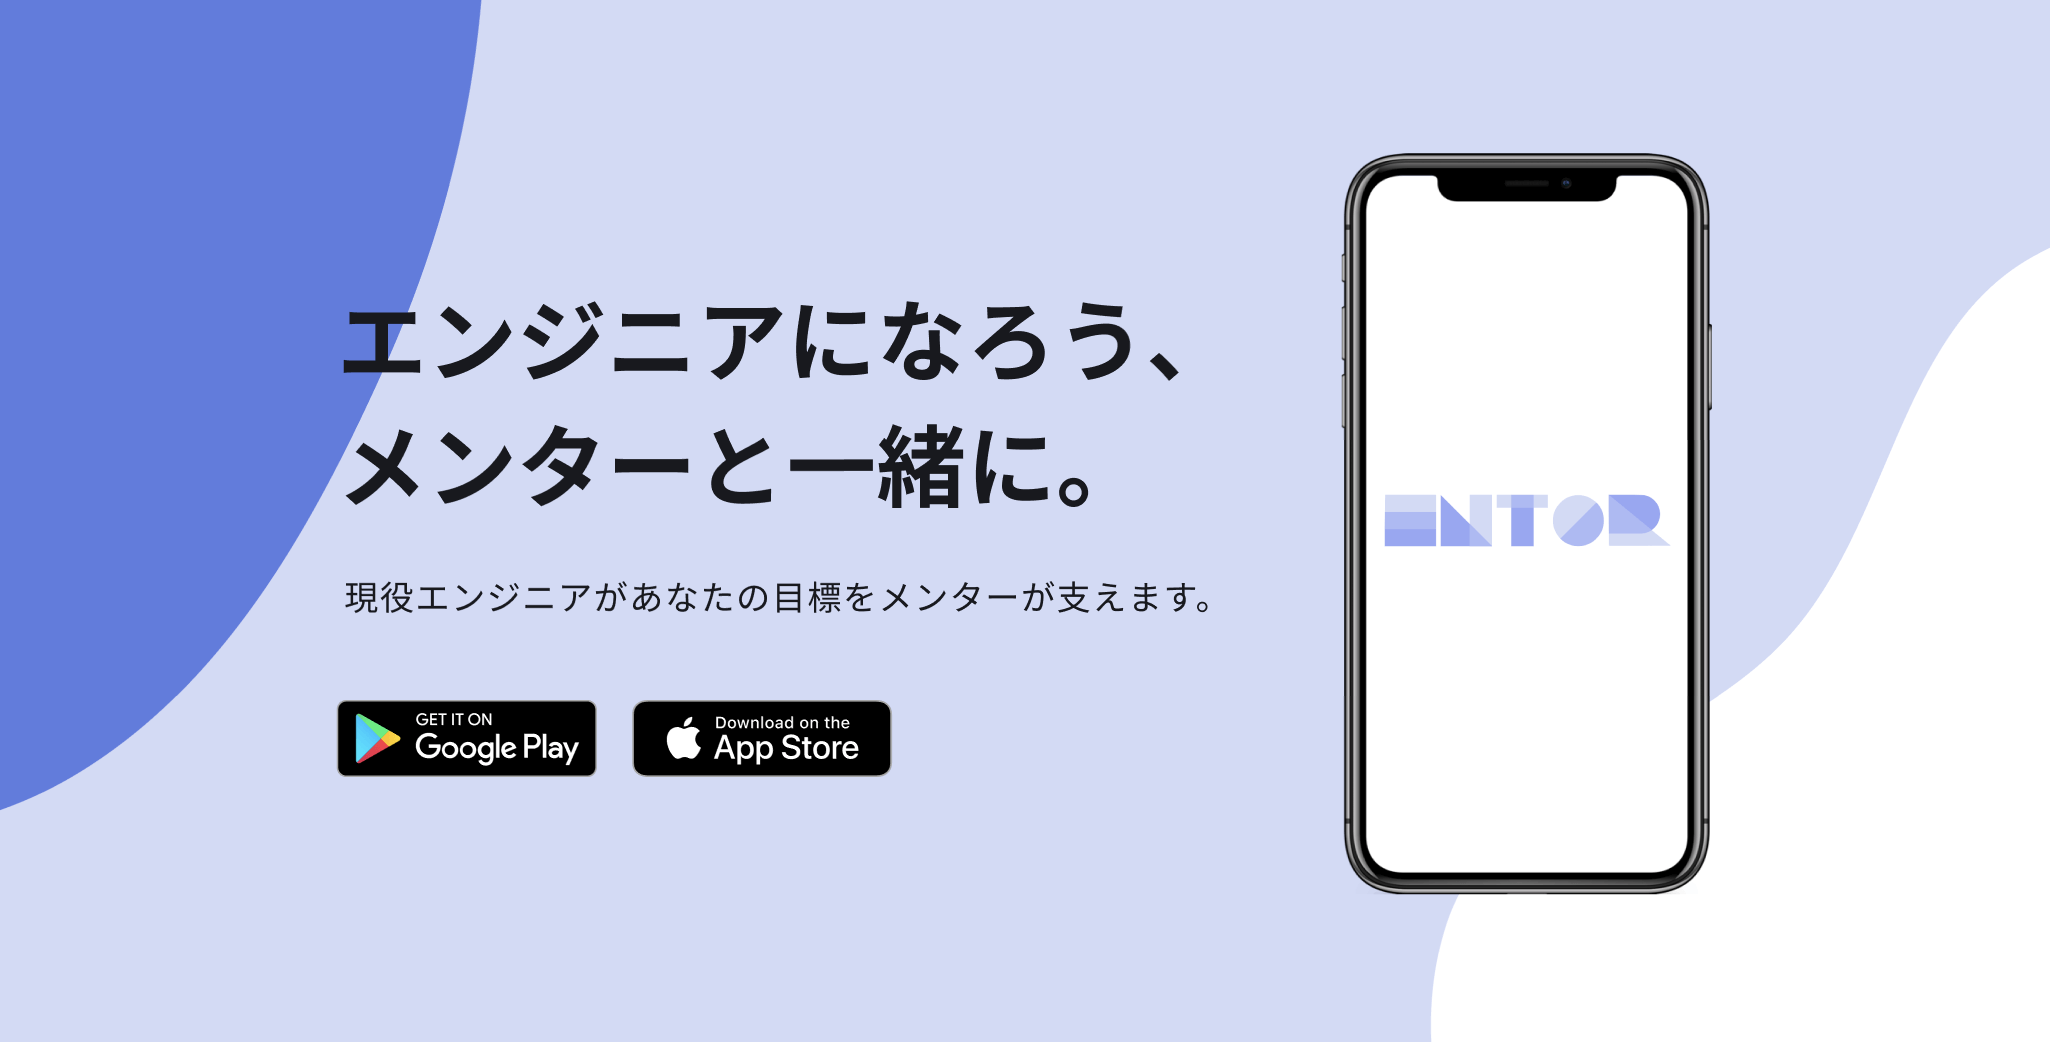 エンジニアになろう、
メンターと一緒に。
現役エンジニアがあなたの目標をメンターが支えます。
GET IT ON
Google Play
Download on the
App Store
ENTOR